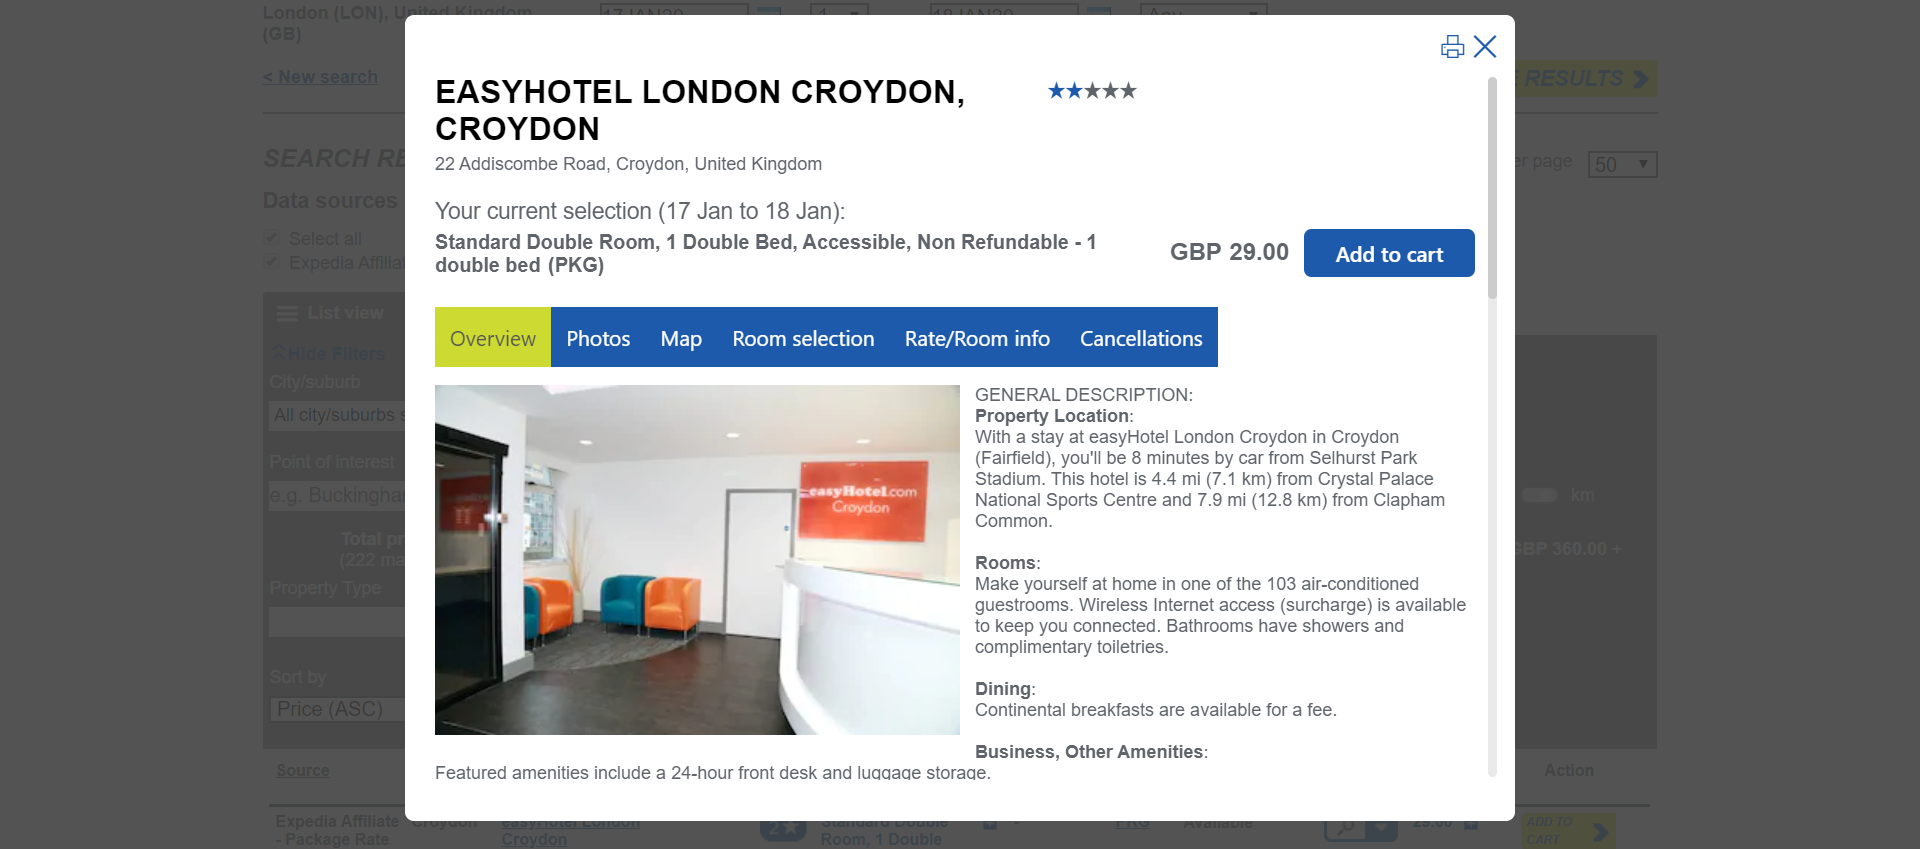 London (LON), United Kingdom
(GB)
17JAN20
1
18JAN20
Any
< New search
RESULTS
SEARCH RE
er page
50
Data sources
Select all
Expedia Affiliat
List view
Hide Filters
City/suburb
All city/suburbs s
Point of interest
e.g. Buckingha
km
Total pr
(222 ma
GBP 360.00 +
Property Type
Sort by
Price (ASC)
Source
Action
EASYHOTEL LONDON CROYDON,
CROYDON
22 Addiscombe Road, Croydon, United Kingdom
Your current selection (17 Jan to 18 Jan):
Standard Double Room, 1 Double Bed, Accessible, Non Refundable - 1
double bed (PKG)
GBP 29.00
Add to cart
Overview
Photos
Map
Room selection
Rate/Room info
Cancellations
easyHotel.com
Croydon
GENERAL DESCRIPTION:
Property Location:
With a stay at easyHotel London Croydon in Croydon
(Fairfield), you'll be 8 minutes by car from Selhurst Park
Stadium. This hotel is 4.4 mi (7.1 km) from Crystal Palace
National Sports Centre and 7.9 mi (12.8 km) from Clapham
Common.
Rooms:
Make yourself at home in one of the 103 air-conditioned
guestrooms. Wireless Internet access (surcharge) is available
to keep you connected. Bathrooms have showers and
complimentary toiletries.
Dining:
Continental breakfasts are available for a fee.
Business, Other Amenities:
Featured amenities include a 24-hour front desk and luggage storage.
Expedia Affiliate
- Package Rate
Croydon
easyHotel London
Croydon
2
Standard Double
Room, 1 Double
-
PKG
Available
29.00
ADD TO
CART